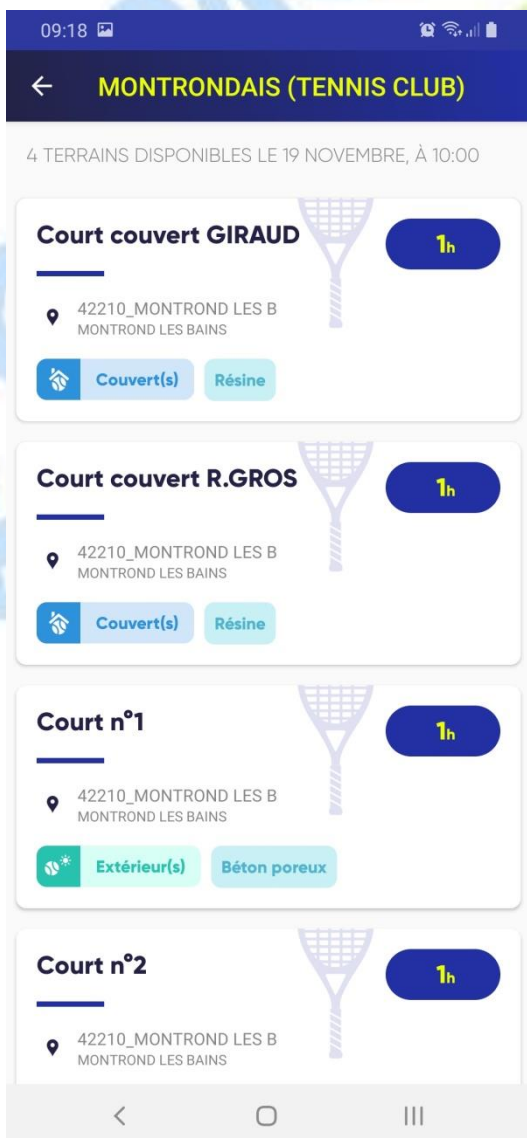 09:18
MONTRONDAIS (TENNIS CLUB)
4 TERRAINS DISPONIBLES LE 19 NOVEMBRE, À 10:00
Court couvert GIRAUD
1h
42210_MONTROND LES B
MONTROND LES BAINS
Couvert(s) Résine
Court couvert R.GROS
1h
42210_MONTROND LES B
MONTROND LES BAINS
Couvert(s) Résine
Court n°1
1h
42210_MONTROND LES B
MONTROND LES BAINS
Extérieur(s) Béton poreux
Court n°2
1h
42210_MONTROND LES B
MONTROND LES BAINS